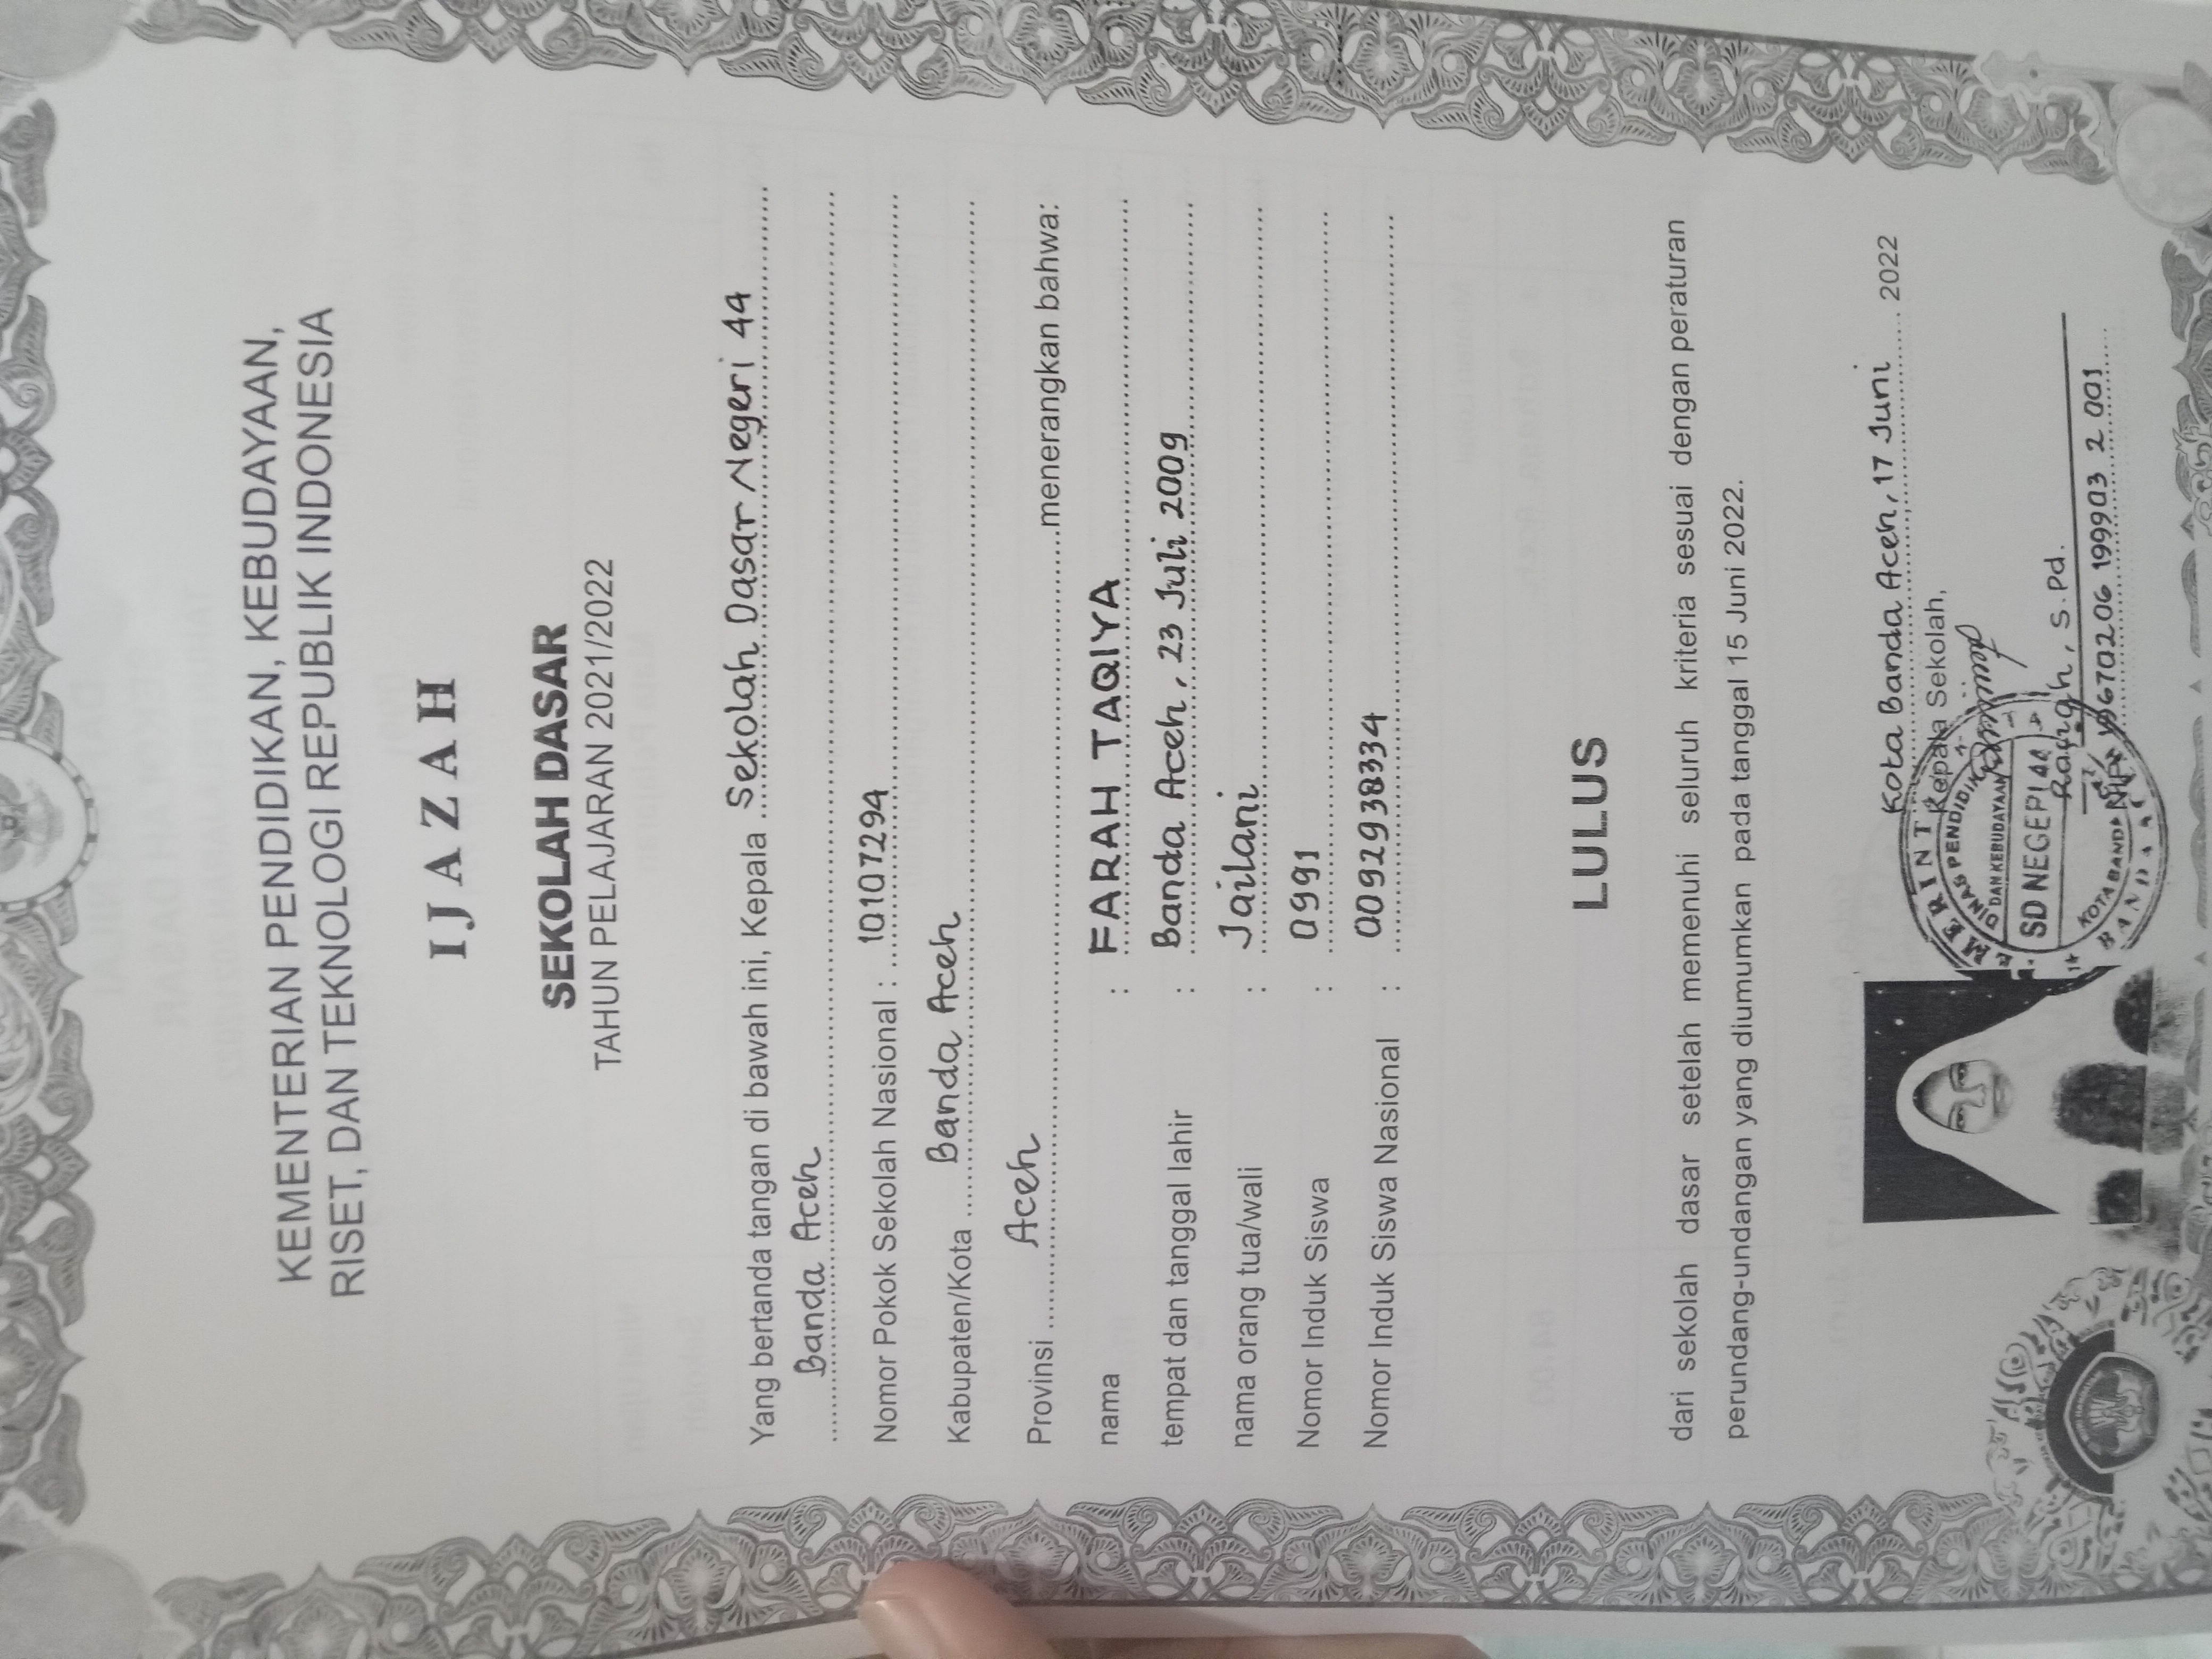 KEMENTERIAN PENDIDIKAN, KEBUDAYAAN,
RISET, DAN TEKNOLOGI REPUBLIK INDONESIA
IJAZAH
SEKOLAH DASAR
TAHUN PELAJARAN 2021/2022
Yang bertanda tangan di bawah ini, Kepala Sekolah Dasar Negeri 44
Banda Aceh
Nomor Pokok Sekolah Nasional : 10107294
Kabupaten/Kota Banda Aceh
Provinsi Aceh menerangkan bahwa:
nama : FARAH TAQIYA
tempat dan tanggal lahir : Banda Aceh, 23 Juli 2009
nama orang tua/wali : Jailani
Nomor Induk Siswa : 0991
Nomor Induk Siswa Nasional : 0092938334
LULUS
dari sekolah dasar setelah memenuhi seluruh kriteria sesuai dengan peraturan
perundang-undangan yang diumumkan pada tanggal 15 Juni 2022.
Kota Banda Aceh, 17 Juni 2022
Kepala Sekolah,
DINAS PENDIDIK
DAN KEBUDAYAAN
SD NEGERI 44
KOTA BANDA
BANDA ACEH
S.Pd.
NIP. 19670206 199903 2 001